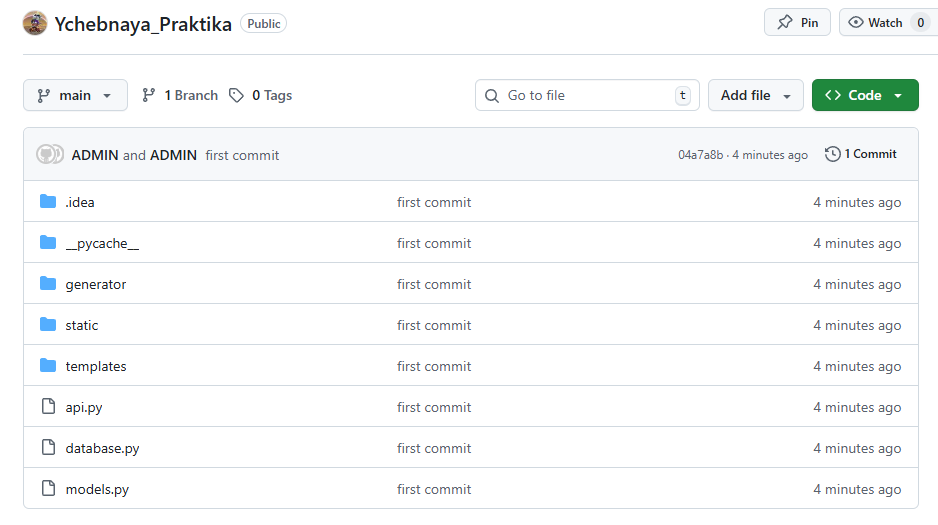 Ychebnaya_Praktika Public Pin Watch 0
main 1 Branch 0 Tags Go to file t Add file Code
ADMIN and ADMIN first commit 04a7a8b · 4 minutes ago 1 Commit
.idea first commit 4 minutes ago
__pycache__ first commit 4 minutes ago
generator first commit 4 minutes ago
static first commit 4 minutes ago
templates first commit 4 minutes ago
api.py first commit 4 minutes ago
database.py first commit 4 minutes ago
models.py first commit 4 minutes ago